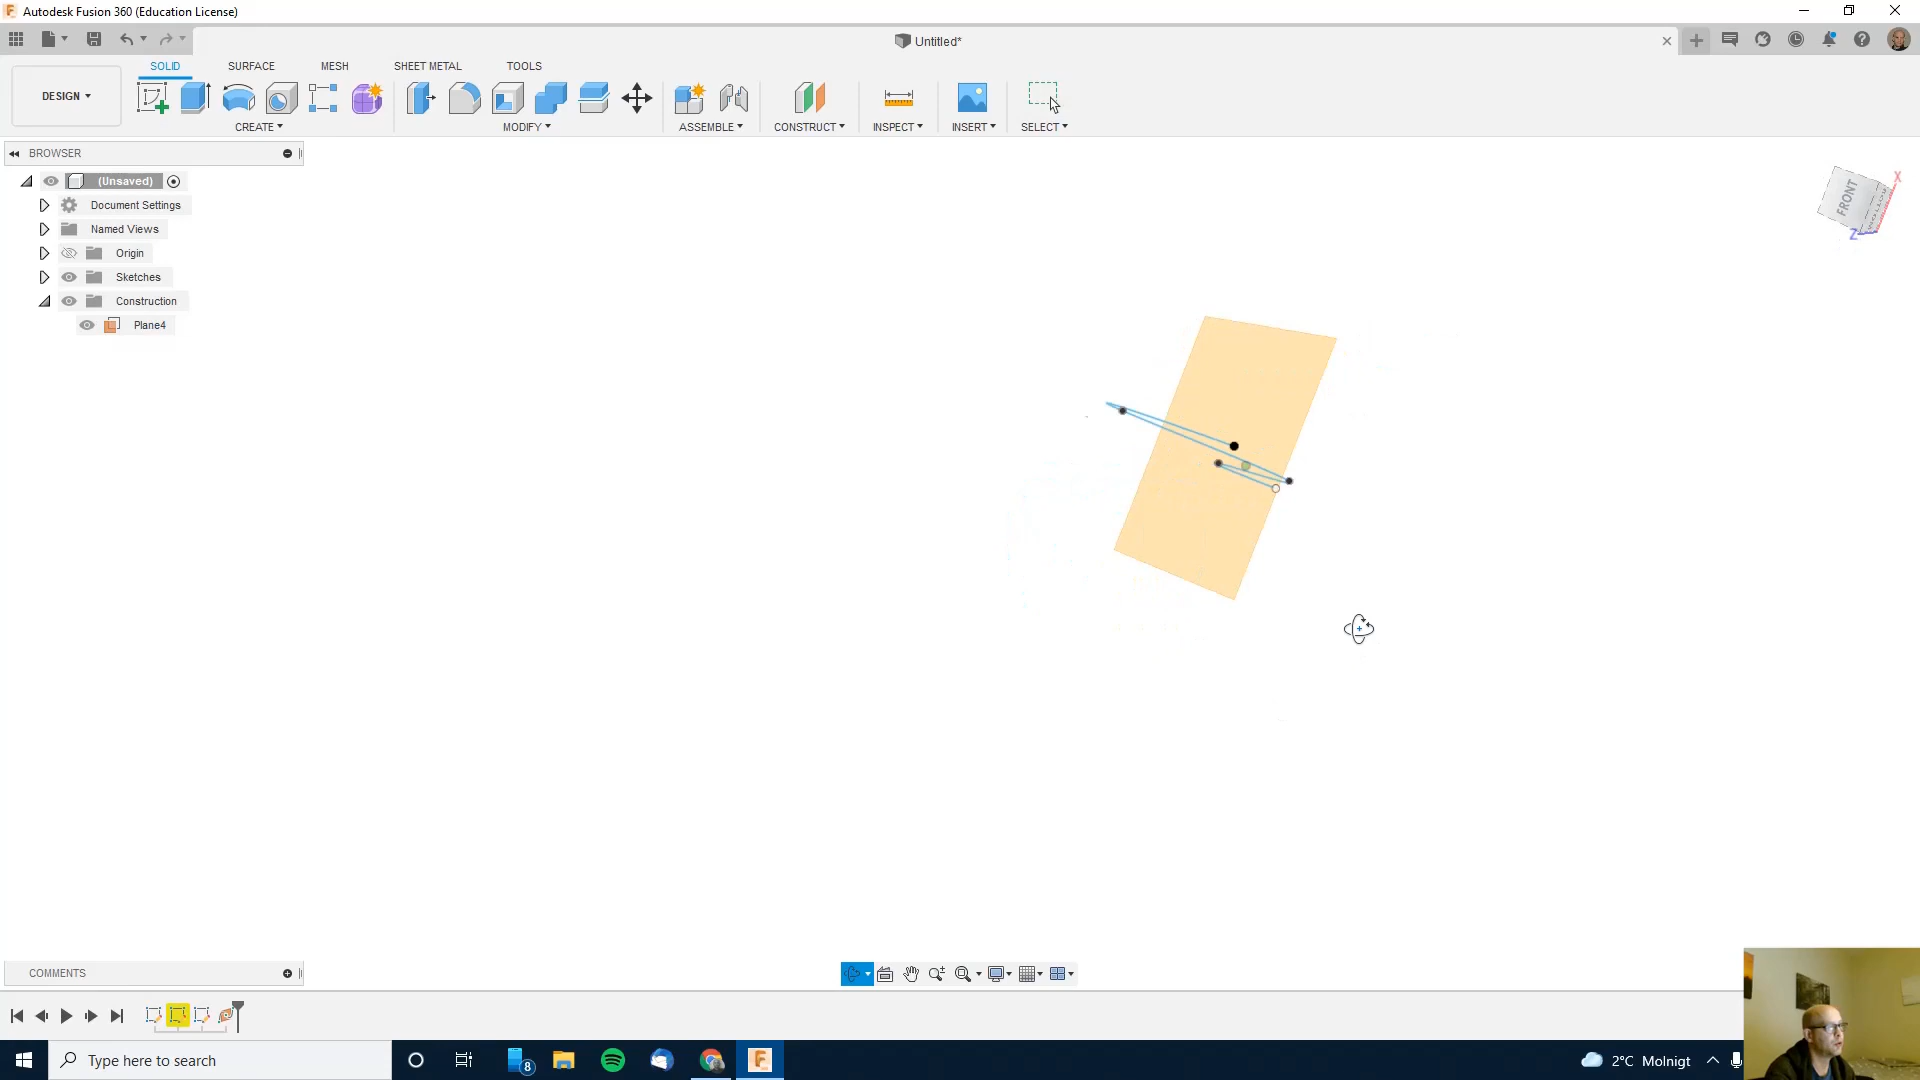 Autodesk Fusion 360 (Education License)
Untitled*
DESIGN
SOLID
SURFACE
MESH
SHEET METAL
TOOLS
CREATE
MODIFY
ASSEMBLE
CONSTRUCT
INSPECT
INSERT
SELECT
BROWSER
(Unsaved)
Document Settings
Named Views
Origin
Sketches
Construction
Plane4
FRONT
X
Z
COMMENTS
Type here to search
8
2°C Molnigt